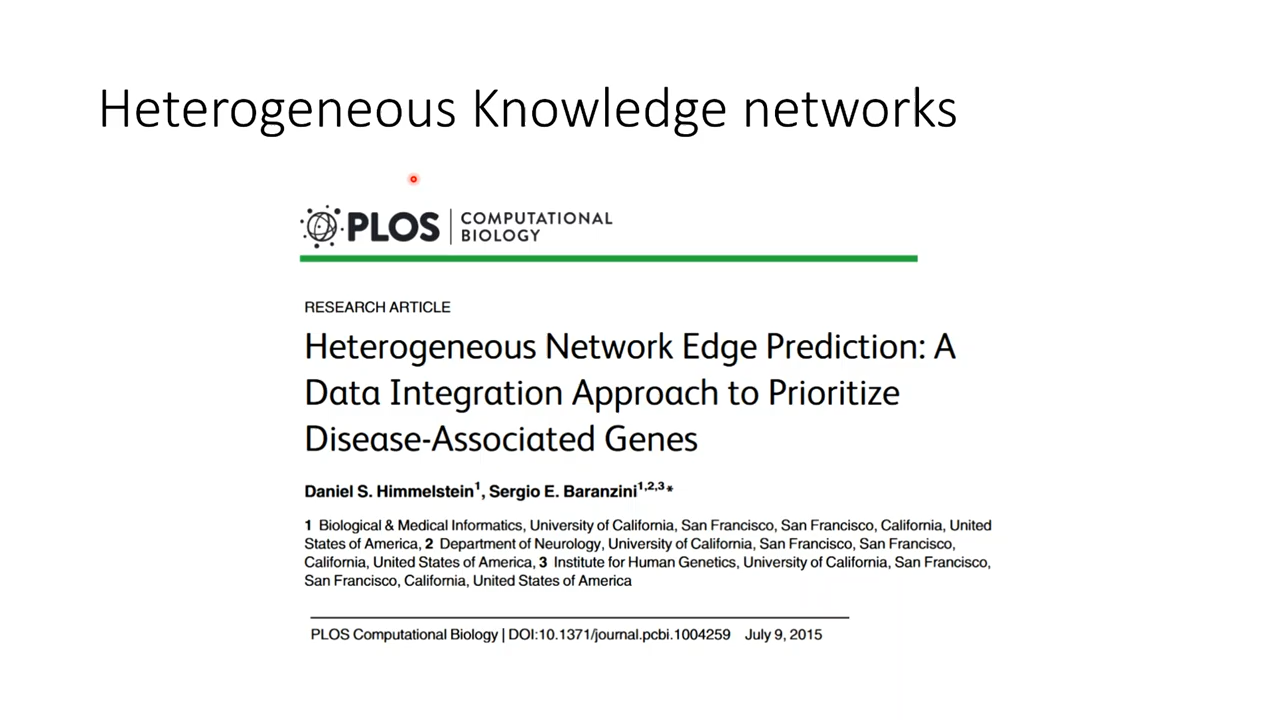 Heterogeneous Knowledge networks
PLOS
COMPUTATIONAL
BIOLOGY
RESEARCH ARTICLE
Heterogeneous Network Edge Prediction: A
Data Integration Approach to Prioritize
Disease-Associated Genes
Daniel S. Himmelstein1, Sergio E. Baranzini1,2,3*
1 Biological & Medical Informatics, University of California, San Francisco, San Francisco, California, United
States of America, 2 Department of Neurology, University of California, San Francisco, San Francisco,
California, United States of America, 3 Institute for Human Genetics, University of California, San Francisco,
San Francisco, California, United States of America
PLOS Computational Biology | DOI:10.1371/journal.pcbi.1004259 July 9, 2015